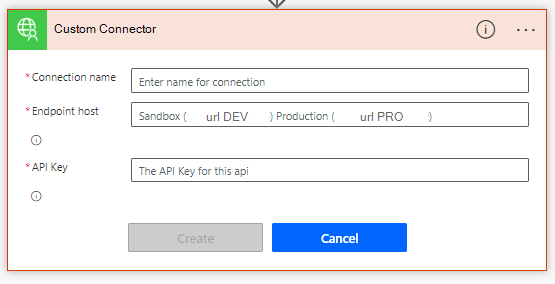 Custom Connector
* Connection name Enter name for connection
* Endpoint host Sandbox ( url DEV ) Production ( url PRO )
* API Key The API Key for this api
Create Cancel